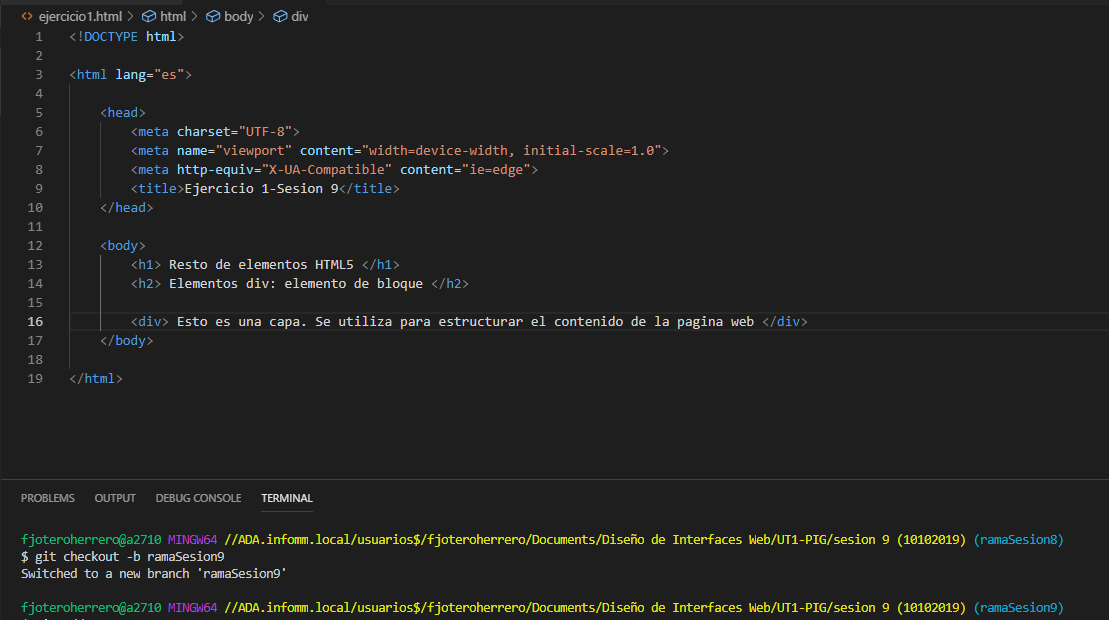 ejercicio1.html > html > body > div
1 <!DOCTYPE html>
2
3 <html lang="es">
4
5 <head>
6 <meta charset="UTF-8">
7 <meta name="viewport" content="width=device-width, initial-scale=1.0">
8 <meta http-equiv="X-UA-Compatible" content="ie=edge">
9 <title>Ejercicio 1-Sesion 9</title>
10 </head>
11
12 <body>
13 <h1> Resto de elementos HTML5 </h1>
14 <h2> Elementos div: elemento de bloque </h2>
15
16 <div> Esto es una capa. Se utiliza para estructurar el contenido de la pagina web </div>
17 </body>
18
19 </html>
PROBLEMS OUTPUT DEBUG CONSOLE TERMINAL
fjoteroherrero@a2710 MINGW64 //ADA.infomm.local/usuarios$/fjoteroherrero/Documents/Diseño de Interfaces Web/UT1-PIG/sesion 9 (10102019) (ramaSesion8)
$ git checkout -b ramaSesion9
Switched to a new branch 'ramaSesion9'
fjoteroherrero@a2710 MINGW64 //ADA.infomm.local/usuarios$/fjoteroherrero/Documents/Diseño de Interfaces Web/UT1-PIG/sesion 9 (10102019) (ramaSesion9)